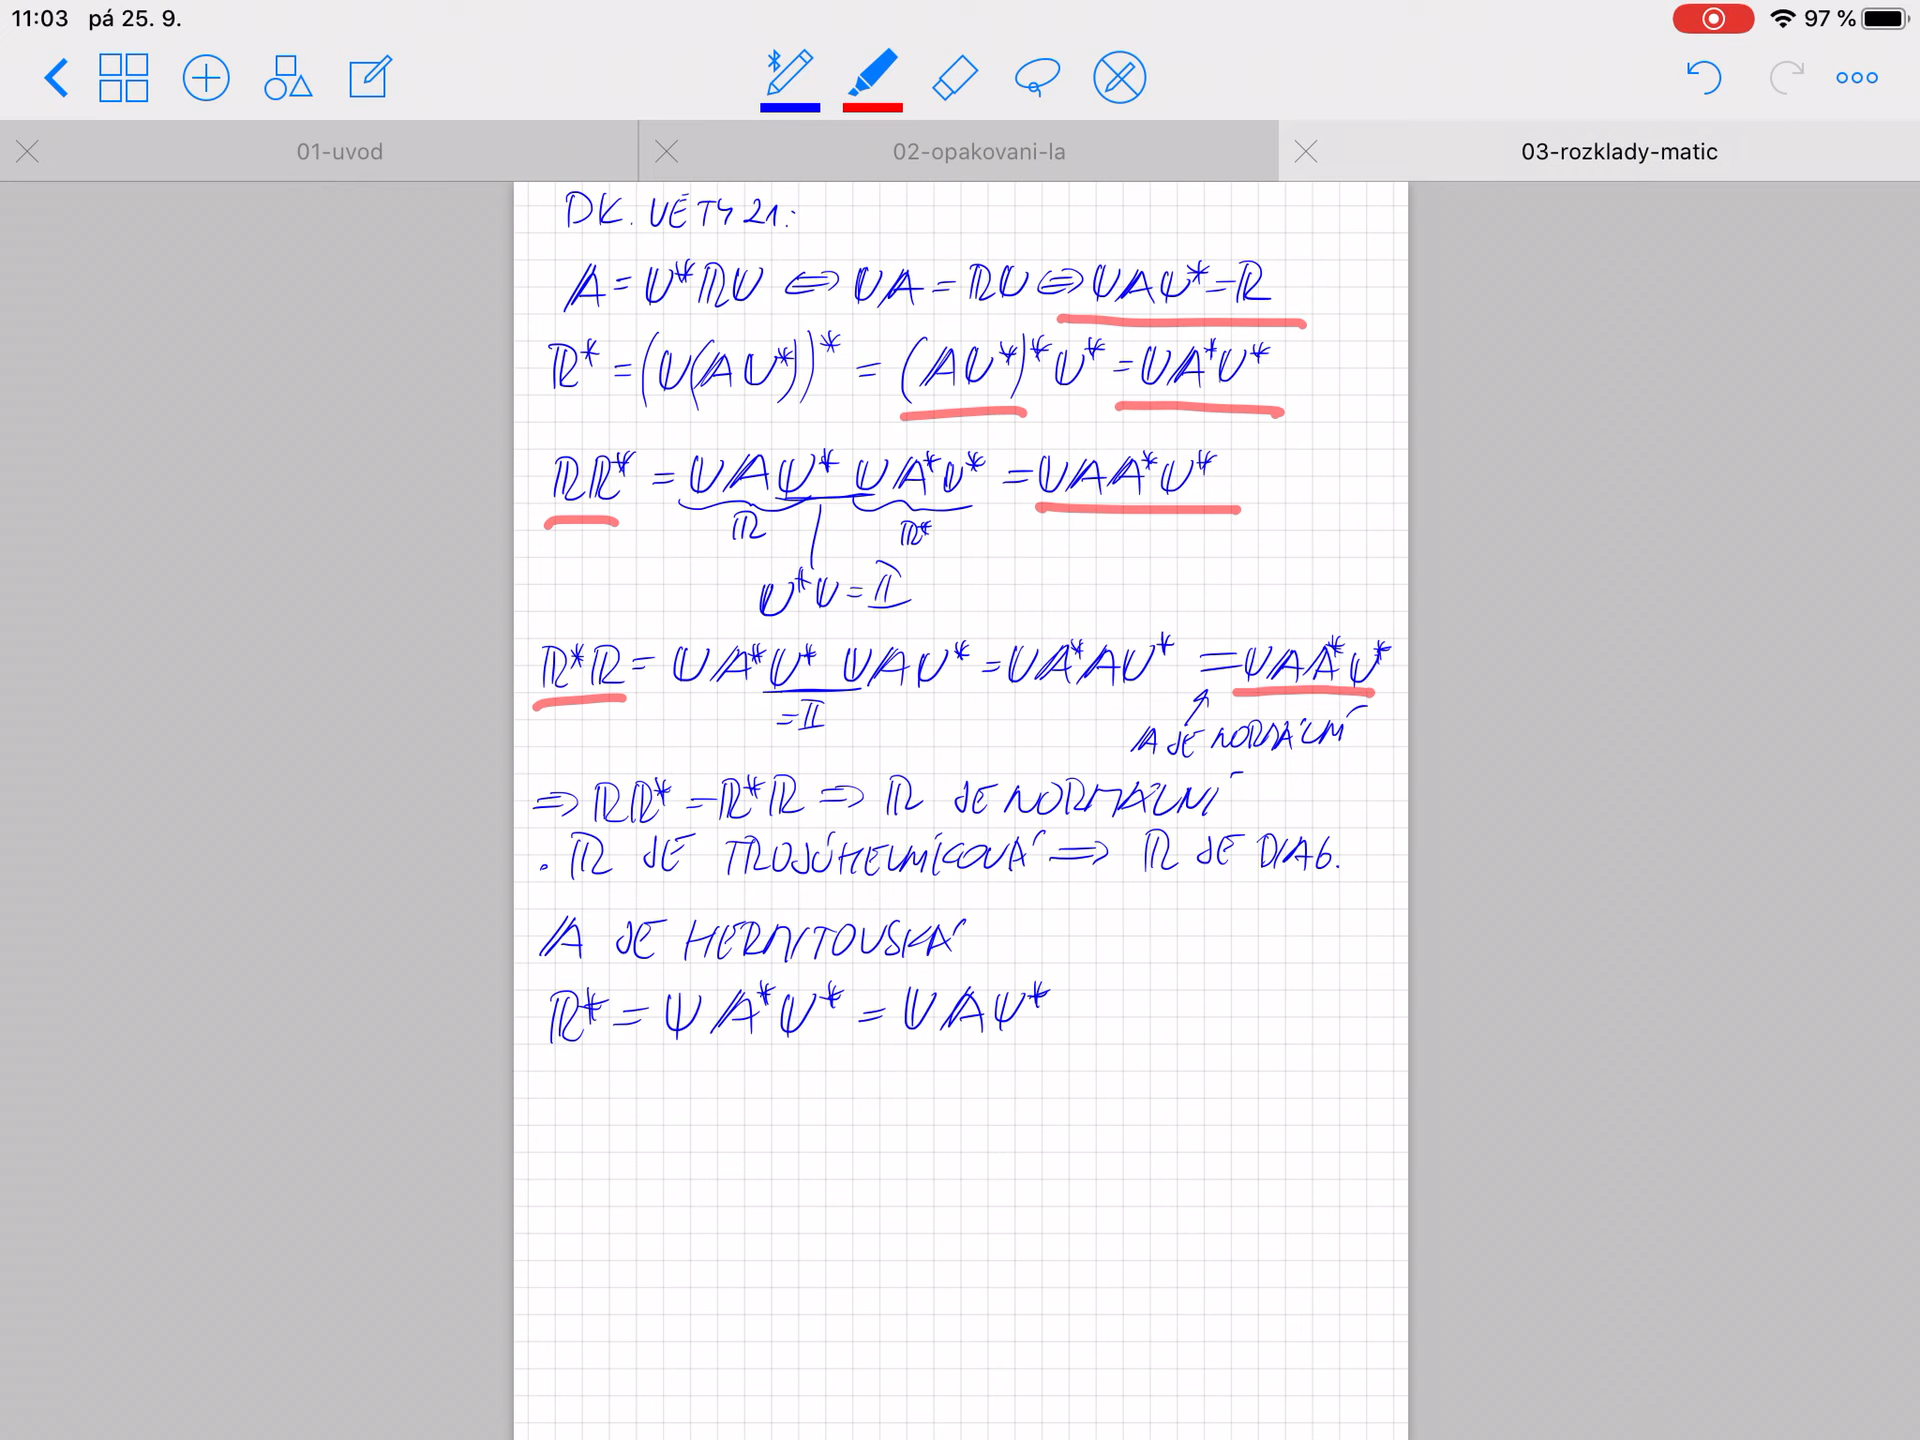 11:03 pá 25. 9. 97 %
01-uvod 02-opakovani-la 03-rozklady-matic
DK. VĚTY 21:
A = U*RU ⇔ UA = RU ⇔ UAU* = R
R* = (U(AU*))* = (AU*)*U* = UA*U*
RR* = UAU* UA*U* = UAA*U*
R R*
U*U = I
R*R = UA*U* UAU* = UA*AU* = UAA*U*
= I
A JE NORMÁLNÍ
⇒ RR* = R*R ⇒ R JE NORMÁLNÍ
. R JE TROJÚHELNÍKOVÁ ⇒ R JE DIAG.
A JE HERMITOVSKÁ
R* = UA*U* = UAU*